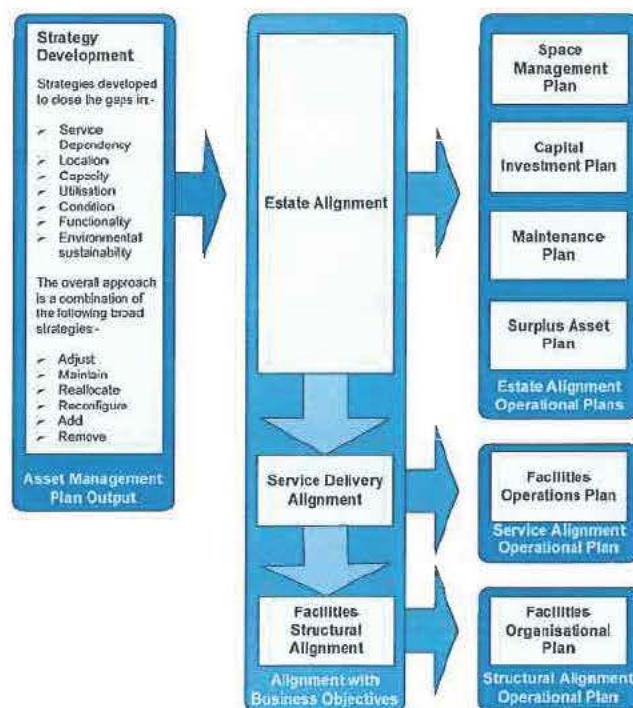 Strategy
Development
Strategies developed
to close the gaps in:-
➢ Service
Dependency
➢ Location
➢ Capacity
➢ Utilisation
➢ Condition
➢ Functionality
➢ Environmental
sustainability
The overall approach
is a combination of
the following broad
strategies:-
➢ Adjust
➢ Maintain
➢ Reallocate
➢ Reconfigure
➢ Add
➢ Remove
Asset Management
Plan Output
Estate Alignment
Service Delivery
Alignment
Facilities
Structural
Alignment
Alignment with
Business Objectives
Space
Management
Plan
Capital
Investment Plan
Maintenance
Plan
Surplus Asset
Plan
Estate Alignment
Operational Plans
Facilities
Operations Plan
Service Alignment
Operational Plan
Facilities
Organisational
Plan
Structural Alignment
Operational Plan